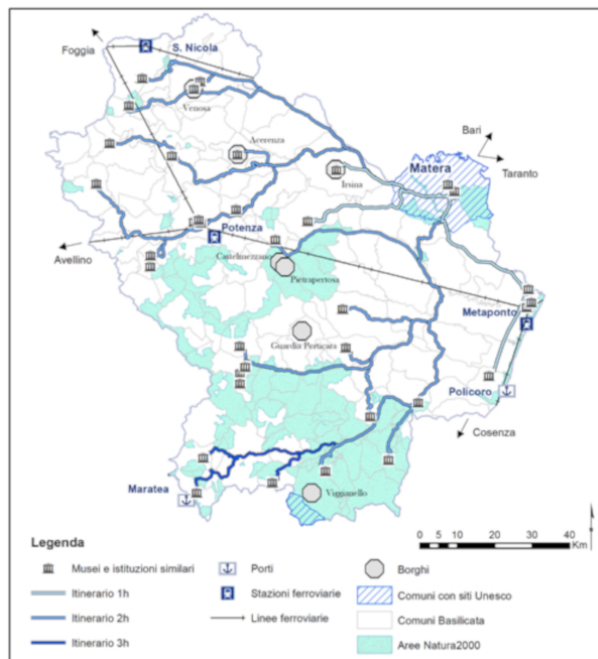 S. Nicola
Foggia
Venosa
Acerenza
Bari
Matera
Taranto
Irsina
Potenza
Avellino
Castelmezzano
Pietrapertosa
Metaponto
Guardia Perticara
Policoro
Cosenza
Maratea
Viggianello
0 5 10 20 30 40
Km
Legenda
Musei e istituzioni similari
Porti
Borghi
Itinerario 1h
Stazioni ferroviarie
Comuni con siti Unesco
Itinerario 2h
Linee ferroviarie
Comuni Basilicata
Itinerario 3h
Aree Natura2000